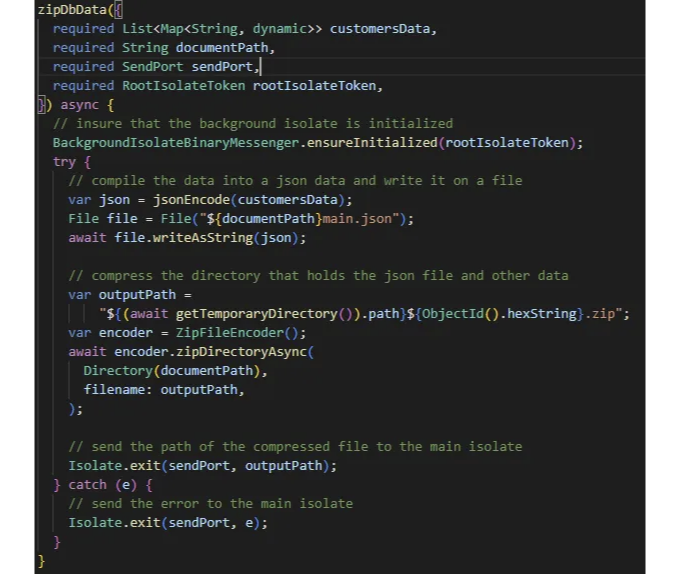 zipDbData({
required List<Map<String, dynamic>> customersData,
required String documentPath,
required SendPort sendPort,
required RootIsolateToken rootIsolateToken,
}) async {
// insure that the background isolate is initialized
BackgroundIsolateBinaryMessenger.ensureInitialized(rootIsolateToken);
try {
// compile the data into a json data and write it on a file
var json = jsonEncode(customersData);
File file = File("${documentPath}main.json");
await file.writeAsString(json);
// compress the directory that holds the json file and other data
var outputPath =
"${(await getTemporaryDirectory()).path}${ObjectId().hexString}.zip";
var encoder = ZipFileEncoder();
await encoder.zipDirectoryAsync(
Directory(documentPath),
filename: outputPath,
);
// send the path of the compressed file to the main isolate
Isolate.exit(sendPort, outputPath);
} catch (e) {
// send the error to the main isolate
Isolate.exit(sendPort, e);
}
}